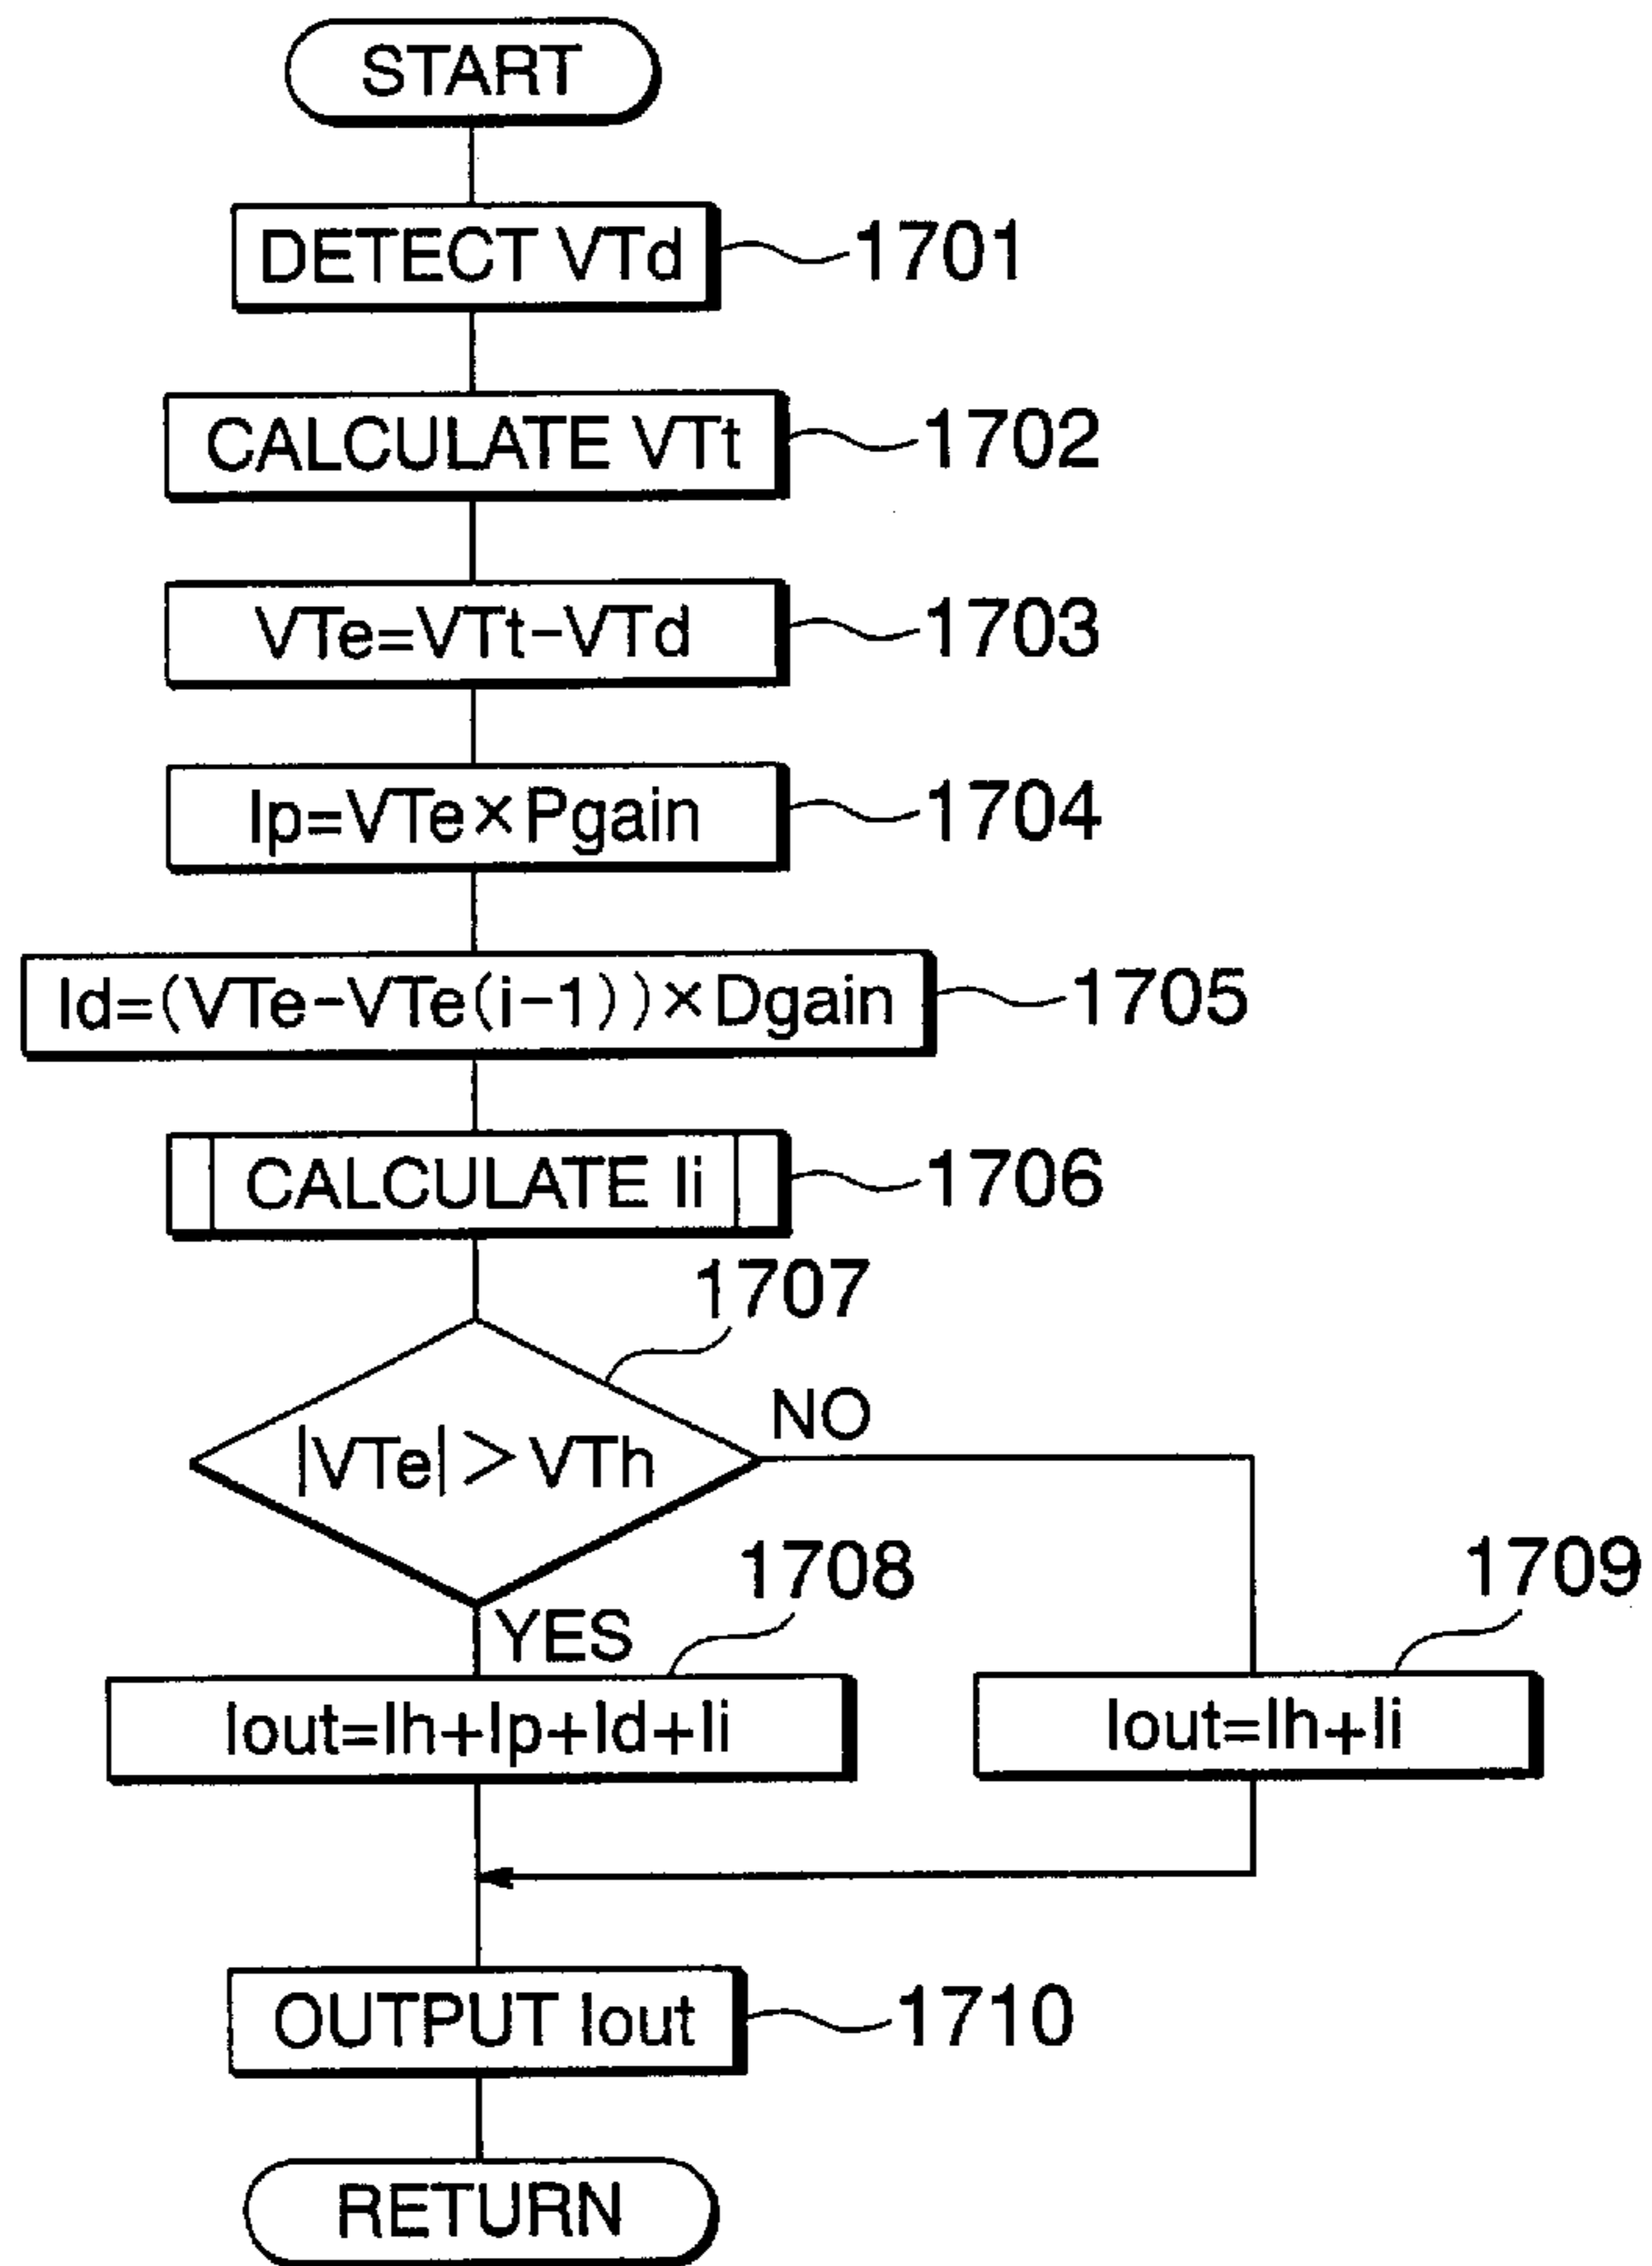 START
DETECT VTd
1701
CALCULATE VTt
1702
VTe=VTt-VTd
1703
Ip=VTe×Pgain
1704
Id=(VTe-VTe(i-1))×Dgain
1705
CALCULATE Ii
1706
1707
|VTe|>VTh
NO
YES
1708
1709
Iout=Ih+Ip+Id+Ii
Iout=Ih+Ii
OUTPUT Iout
1710
RETURN